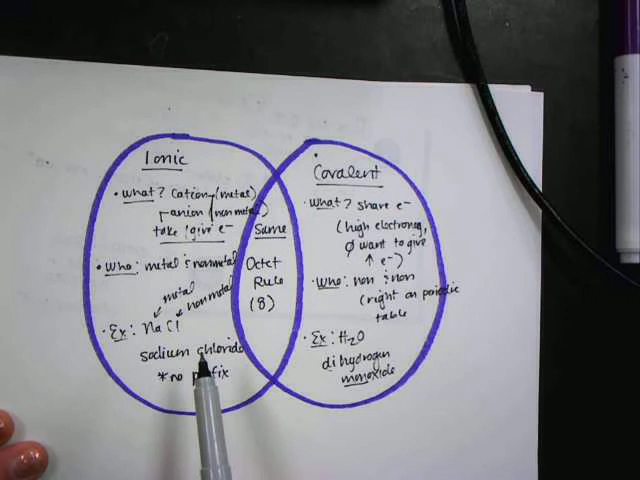 Ionic
• What? Cation (metal)
anion (nonmetal)
take / give e-
• Who: metal & nonmetal
metal
nonmetal
• Ex: NaCl
sodium chloride
*no prefix
Same
Octet
Rule
(8)
Covalent
• What? share e-
(high electroneg,
∅ want to give
↑ e-)
• Who: non & non
(right on periodic
table
• Ex: H2O
dihydrogen
monoxide